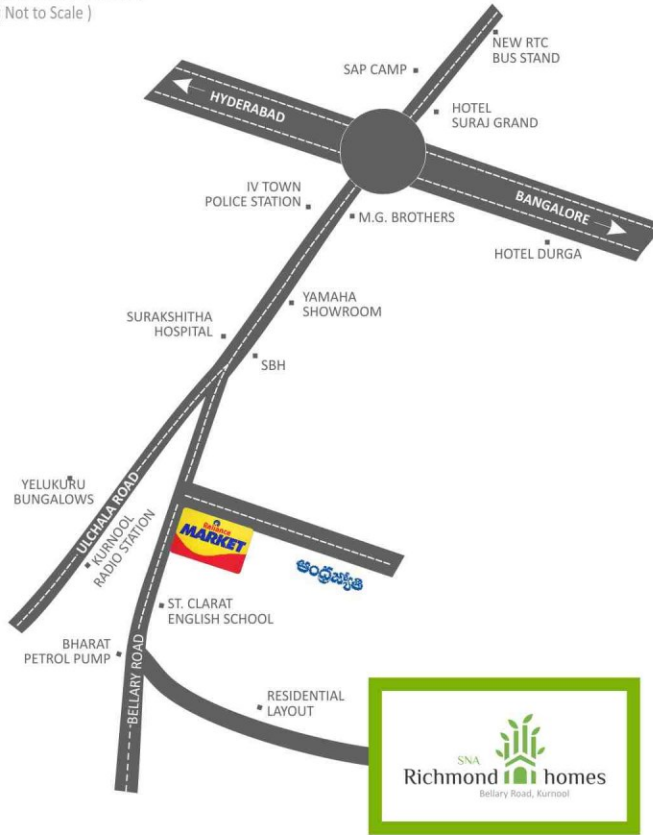 Not to Scale )
NEW RTC
BUS STAND
SAP CAMP
HYDERABAD
HOTEL
SURAJ GRAND
IV TOWN
POLICE STATION
M.G. BROTHERS
BANGALORE
HOTEL DURGA
YAMAHA
SHOWROOM
SURAKSHITHA
HOSPITAL
SBH
YELUKURU
BUNGALOWS
ULCHALA ROAD
KURNOOL
RADIO STATION
Reliance
MARKET
ఆంధ్రజ్యోతి
ST. CLARAT
ENGLISH SCHOOL
BHARAT
PETROL PUMP
BELLARY ROAD
RESIDENTIAL
LAYOUT
SNA
Richmond homes
Bellary Road, Kurnool